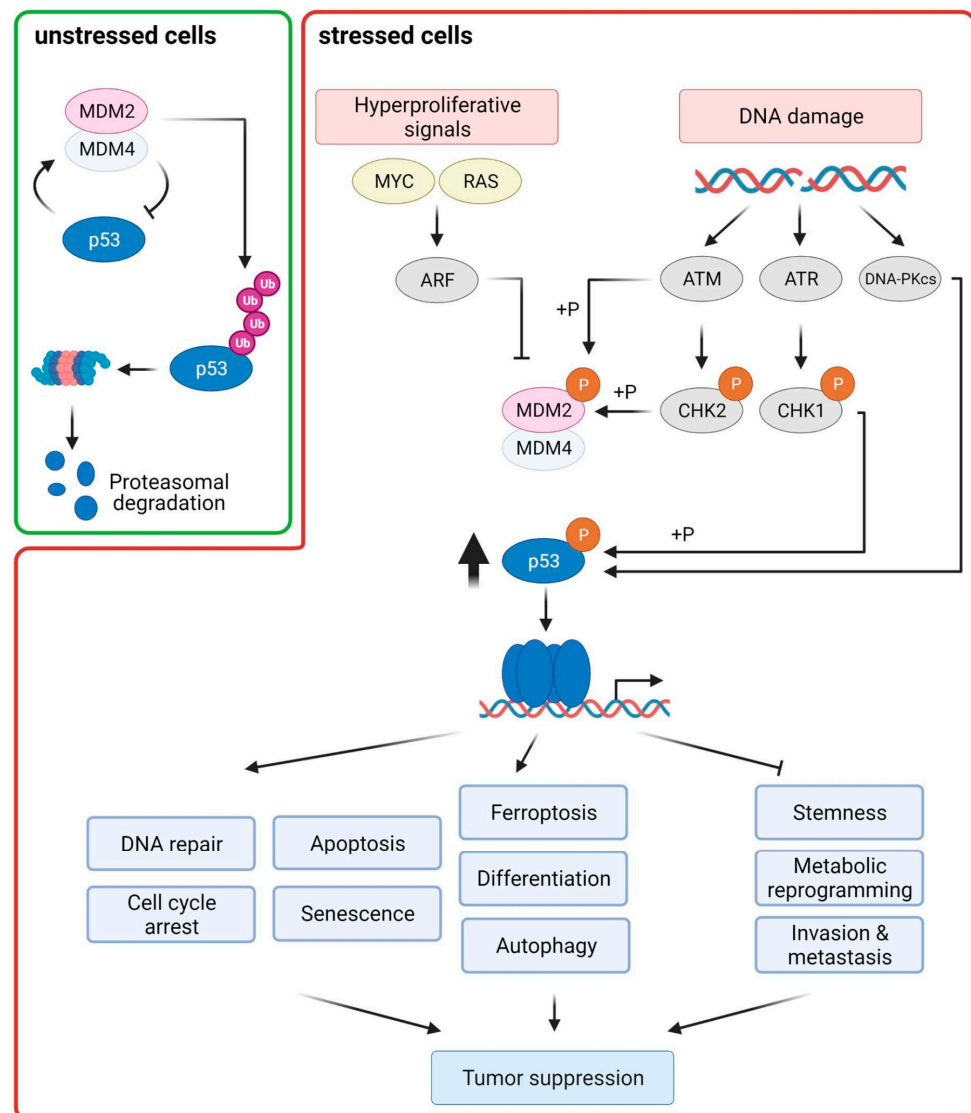 unstressed cells
MDM2
MDM4
p53
Ub
Ub
Ub
Ub
p53
Proteasomal
degradation
stressed cells
Hyperproliferative
signals
DNA damage
MYC
RAS
ARF
ATM
ATR
DNA-PKcs
+P
P
MDM2
MDM4
+P
P
CHK2
P
CHK1
P
p53
+P
DNA repair
Cell cycle
arrest
Apoptosis
Senescence
Ferroptosis
Differentiation
Autophagy
Stemness
Metabolic
reprogramming
Invasion &
metastasis
Tumor suppression